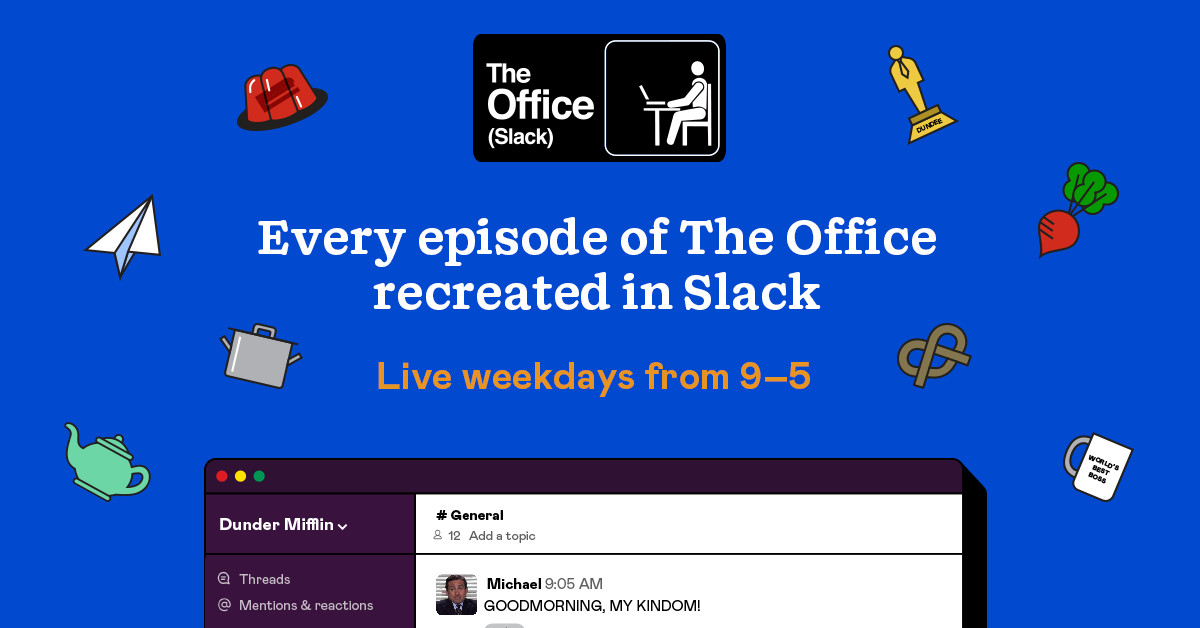 The
Office
(Slack)
DUNDEE
Every episode of The Office
recreated in Slack
Live weekdays from 9–5
WORLD'S
BEST
BOSS
Dunder Mifflin
# General
12 Add a topic
Threads
Mentions & reactions
Michael 9:05 AM
GOODMORNING, MY KINDOM!